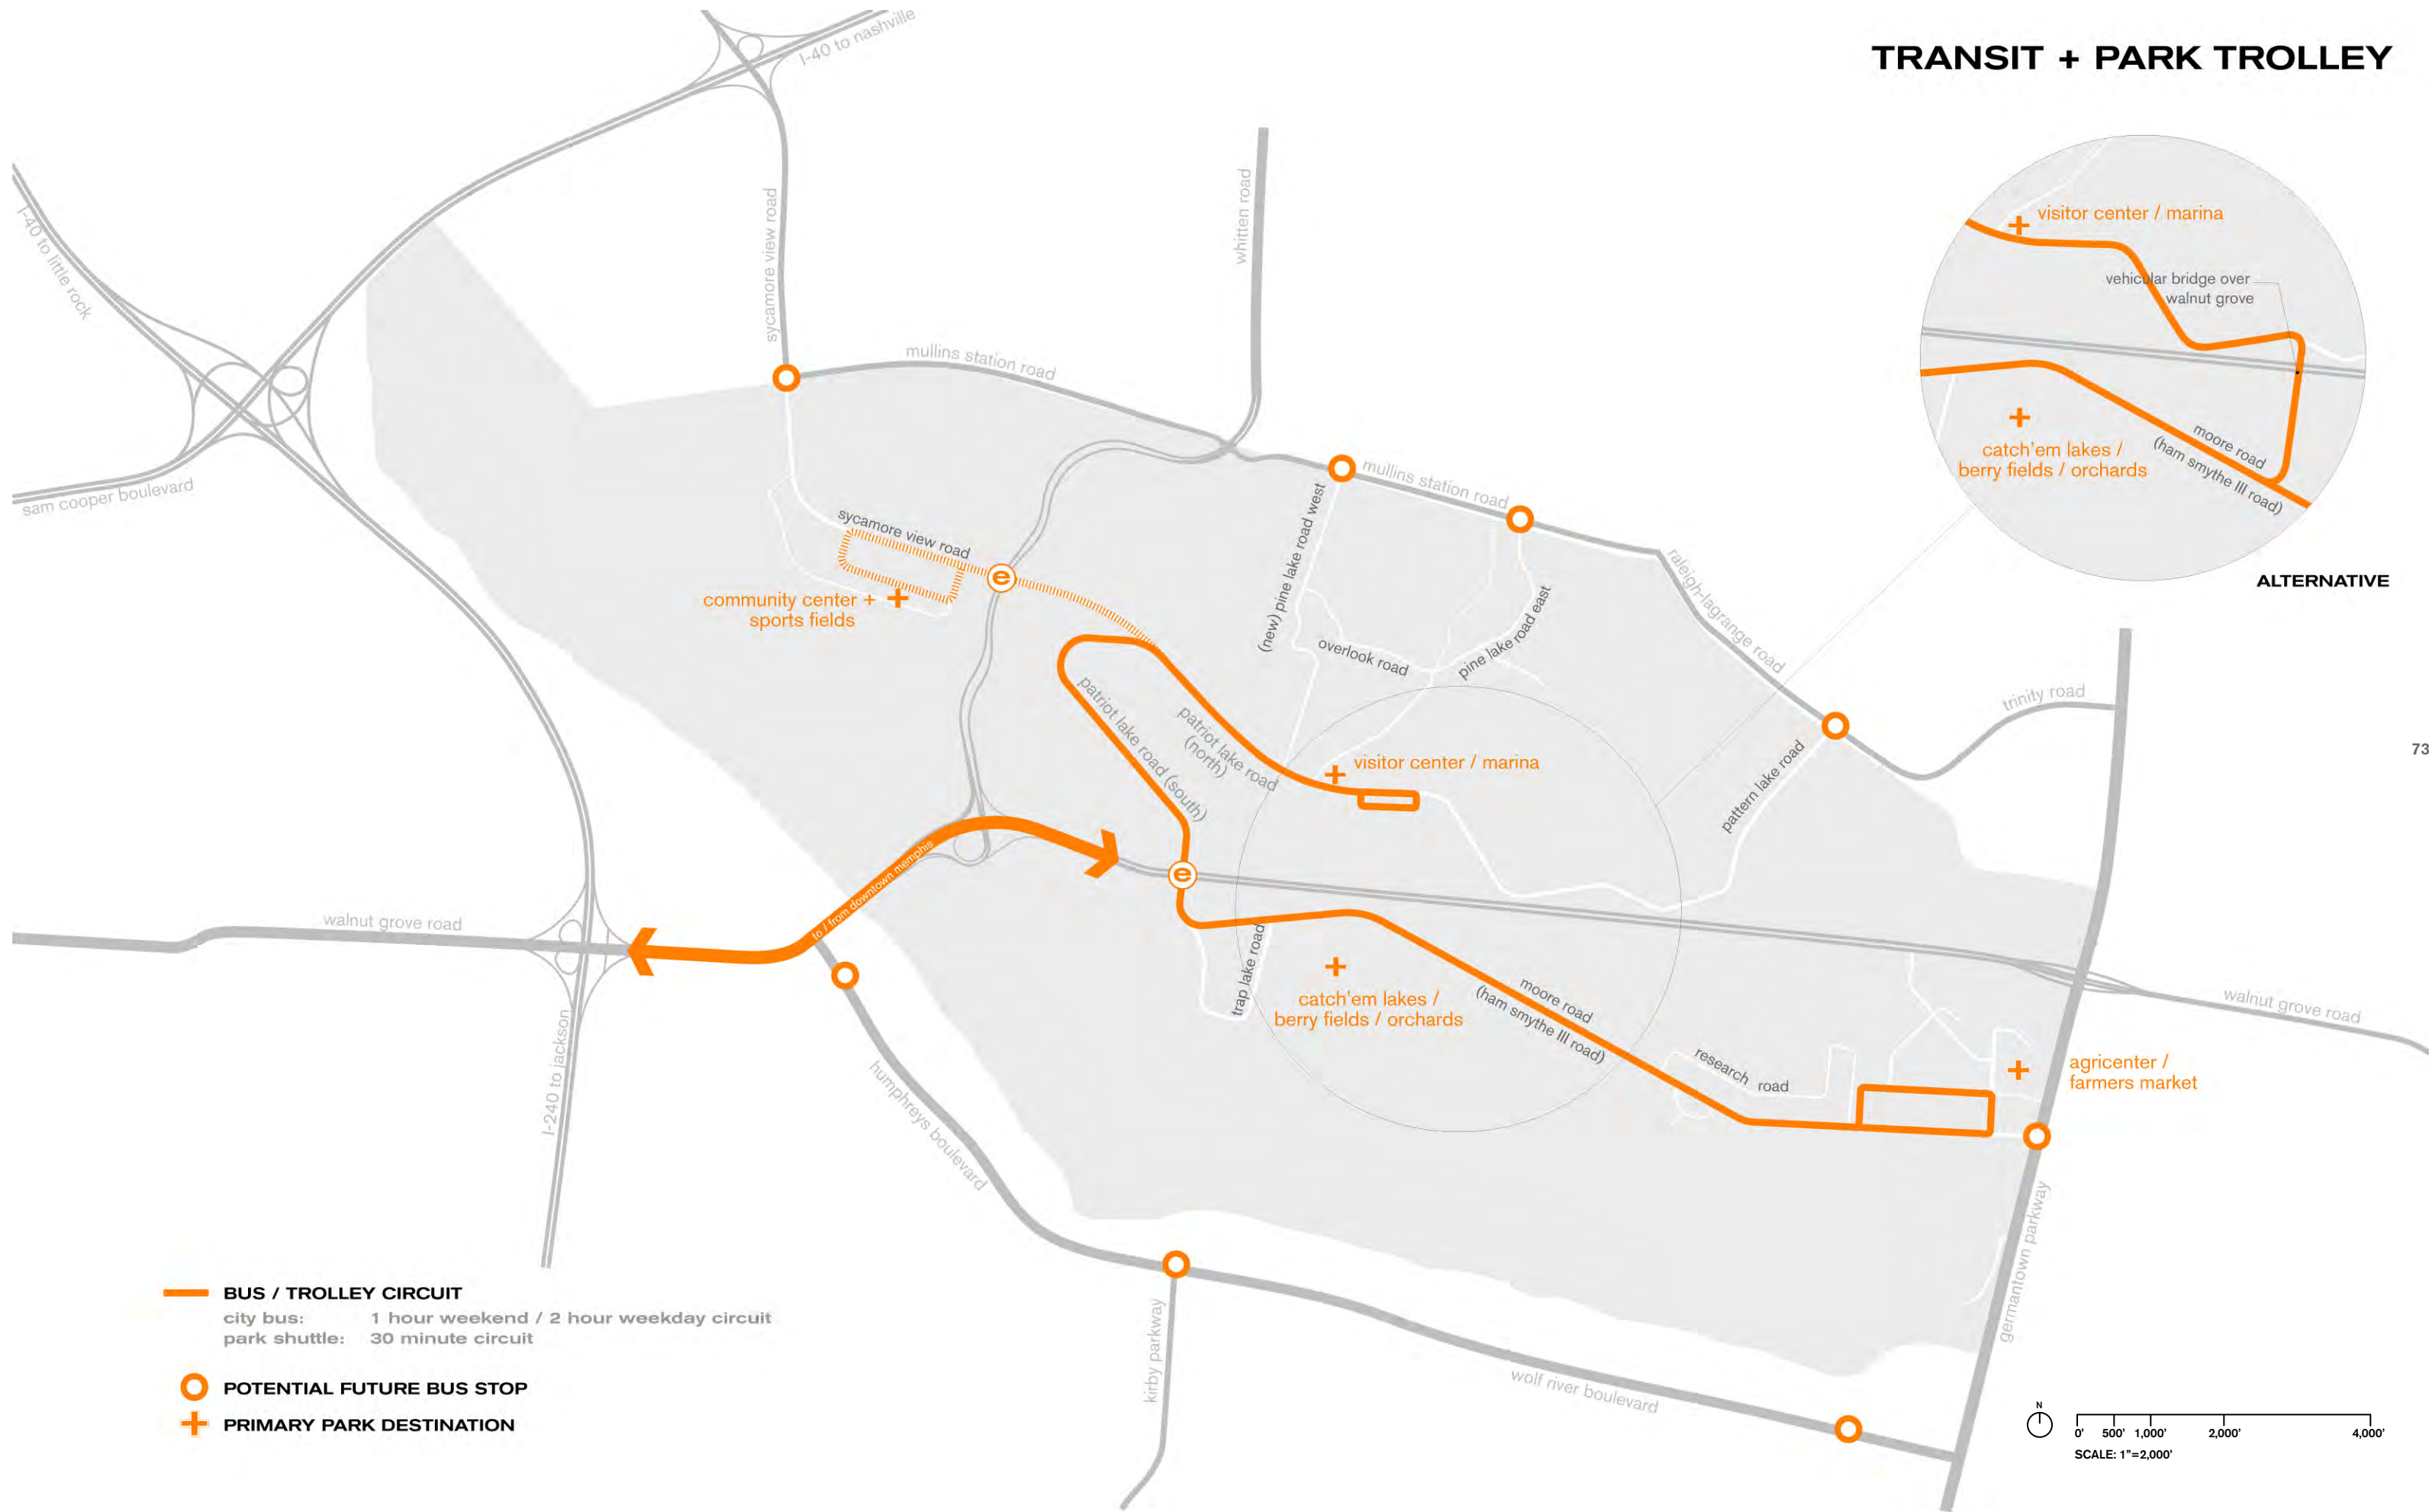 TRANSIT + PARK TROLLEY
I-40 to nashville
I-40 to little rock
sycamore view road
whitten road
visitor center / marina
vehicular bridge over
walnut grove
mullins station road
moore road
(ham smythe III road)
catch'em lakes /
berry fields / orchards
ALTERNATIVE
sam cooper boulevard
mullins station road
sycamore view road
e
(new) pine lake road west
community center +
sports fields
overlook road
pine lake road east
raleigh-lagrange road
trinity road
patriot lake road (south)
patriot lake road
(north)
visitor center / marina
pattern lake road
73
to / from downtown memphis
e
walnut grove road
trap lake road
catch'em lakes /
berry fields / orchards
moore road
(ham smythe III road)
walnut grove road
research road
agricenter /
farmers market
I-240 to jackson
humphreys boulevard
germantown parkway
kirby parkway
wolf river boulevard
BUS / TROLLEY CIRCUIT
city bus: 1 hour weekend / 2 hour weekday circuit
park shuttle: 30 minute circuit
POTENTIAL FUTURE BUS STOP
PRIMARY PARK DESTINATION
N
0' 500' 1,000' 2,000' 4,000'
SCALE: 1"=2,000'